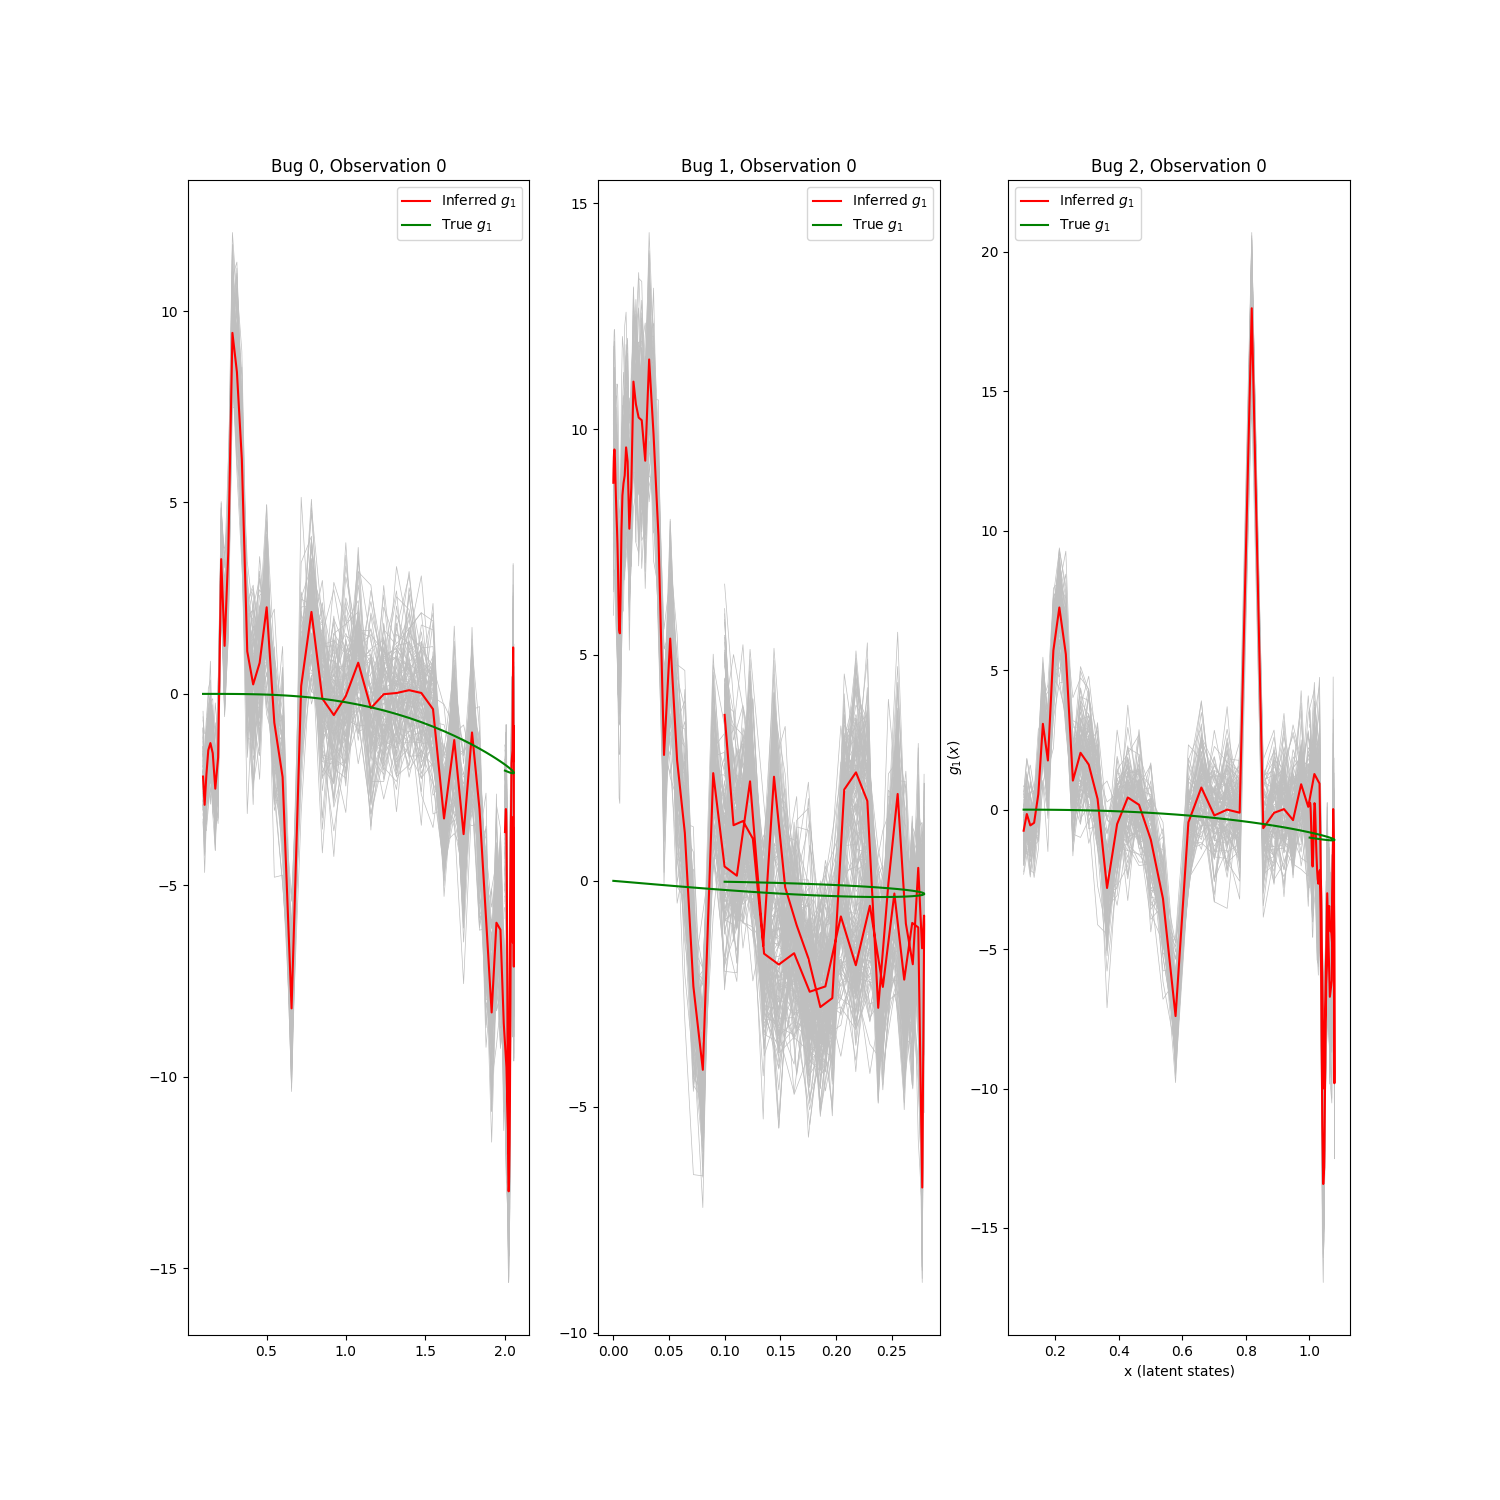 Bug 0, Observation 0
Inferred g1
True g1
10
5
0
−5
−10
−15
0.5 1.0 1.5 2.0
Bug 1, Observation 0
Inferred g1
True g1
15
10
5
0
−5
−10
0.00 0.05 0.10 0.15 0.20 0.25
Bug 2, Observation 0
Inferred g1
True g1
g1(x)
20
15
10
5
0
−5
−10
−15
0.2 0.4 0.6 0.8 1.0
x (latent states)